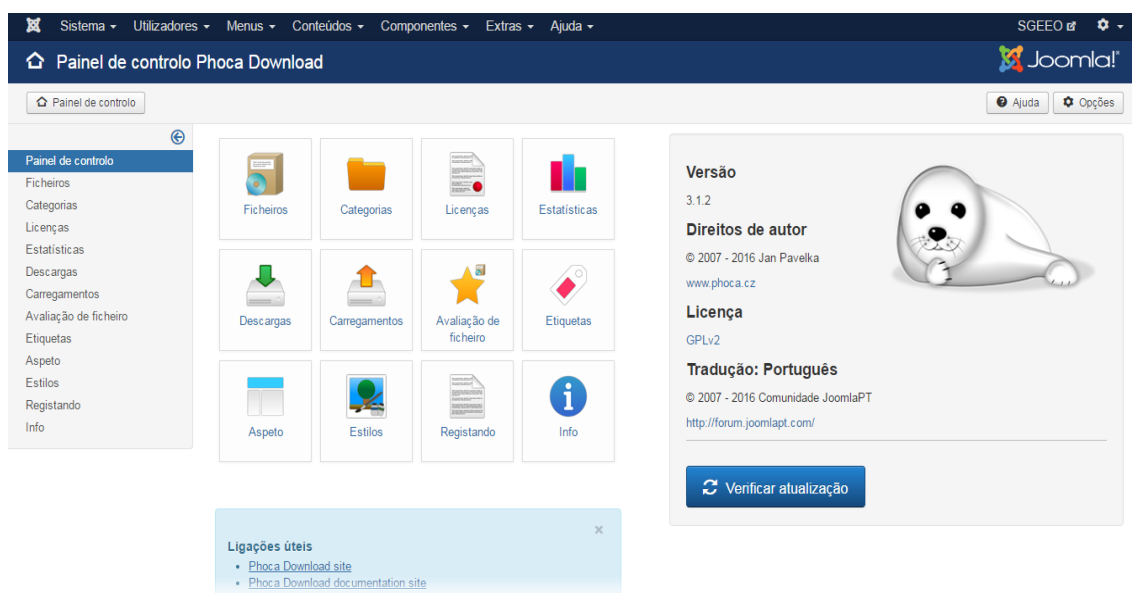 Sistema Utilizadores Menus Conteúdos Componentes Extras Ajuda SGEEO
Painel de controlo Phoca Download Joomla!
Painel de controlo Ajuda Opções
Painel de controlo
Ficheiros
Categorias
Licenças
Estatísticas
Descargas
Carregamentos
Avaliação de ficheiro
Etiquetas
Aspeto
Estilos
Registando
Info
Ficheiros Categorias Licenças Estatísticas
Descargas Carregamentos Avaliação de
ficheiro Etiquetas
Aspeto Estilos Registando Info
Ligações úteis ×
• Phoca Download site
• Phoca Download documentation site
Versão
3.1.2
Direitos de autor
© 2007 - 2016 Jan Pavelka
www.phoca.cz
Licença
GPLv2
Tradução: Português
© 2007 - 2016 Comunidade JoomlaPT
http://forum.joomlapt.com/
Verificar atualização